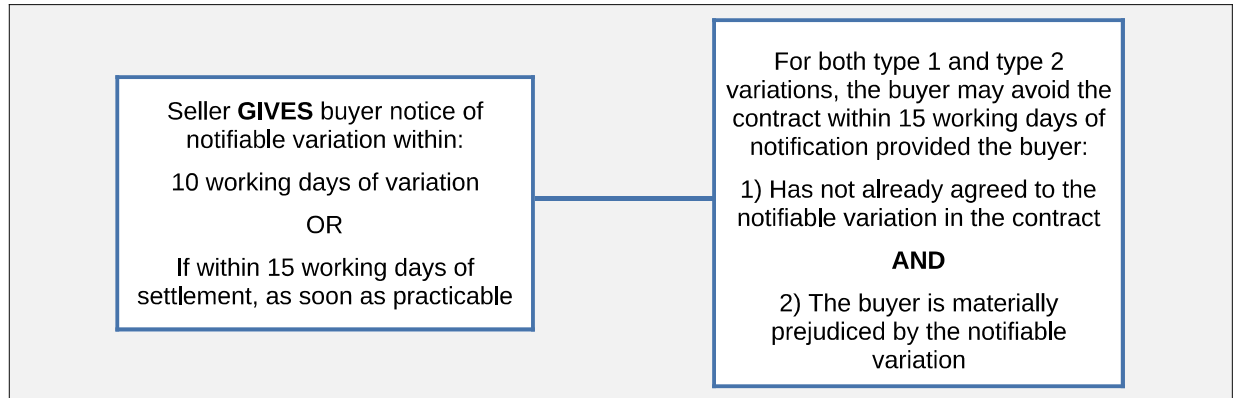 Seller GIVES buyer notice of
notifiable variation within:
10 working days of variation
OR
If within 15 working days of
settlement, as soon as practicable
For both type 1 and type 2
variations, the buyer may avoid the
contract within 15 working days of
notification provided the buyer:
1) Has not already agreed to the
notifiable variation in the contract
AND
2) The buyer is materially
prejudiced by the notifiable
variation